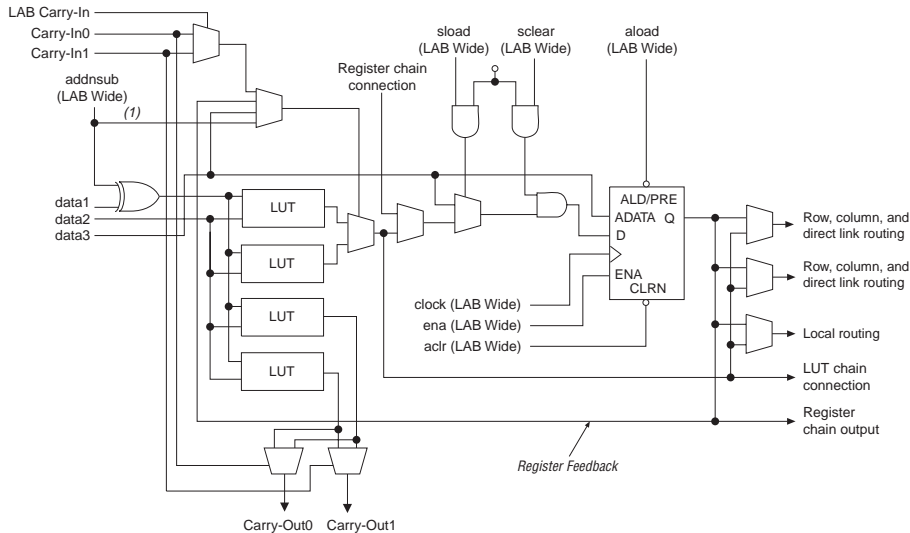 LAB Carry-In
Carry-In0
Carry-In1
addnsub
(LAB Wide)
(1)
Register chain
connection
sload
(LAB Wide)
sclear
(LAB Wide)
aload
(LAB Wide)
data1
data2
data3
LUT
LUT
LUT
LUT
ALD/PRE
ADATA Q
D
ENA
CLRN
clock (LAB Wide)
ena (LAB Wide)
aclr (LAB Wide)
Row, column, and
direct link routing
Row, column, and
direct link routing
Local routing
LUT chain
connection
Register
chain output
Register Feedback
Carry-Out0
Carry-Out1